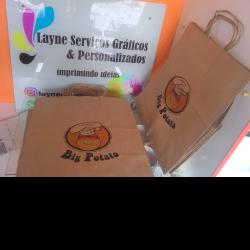 Layne Serviços Gráficos
& Personalizados
imprimindo ideias
Big Potato
Big Potato